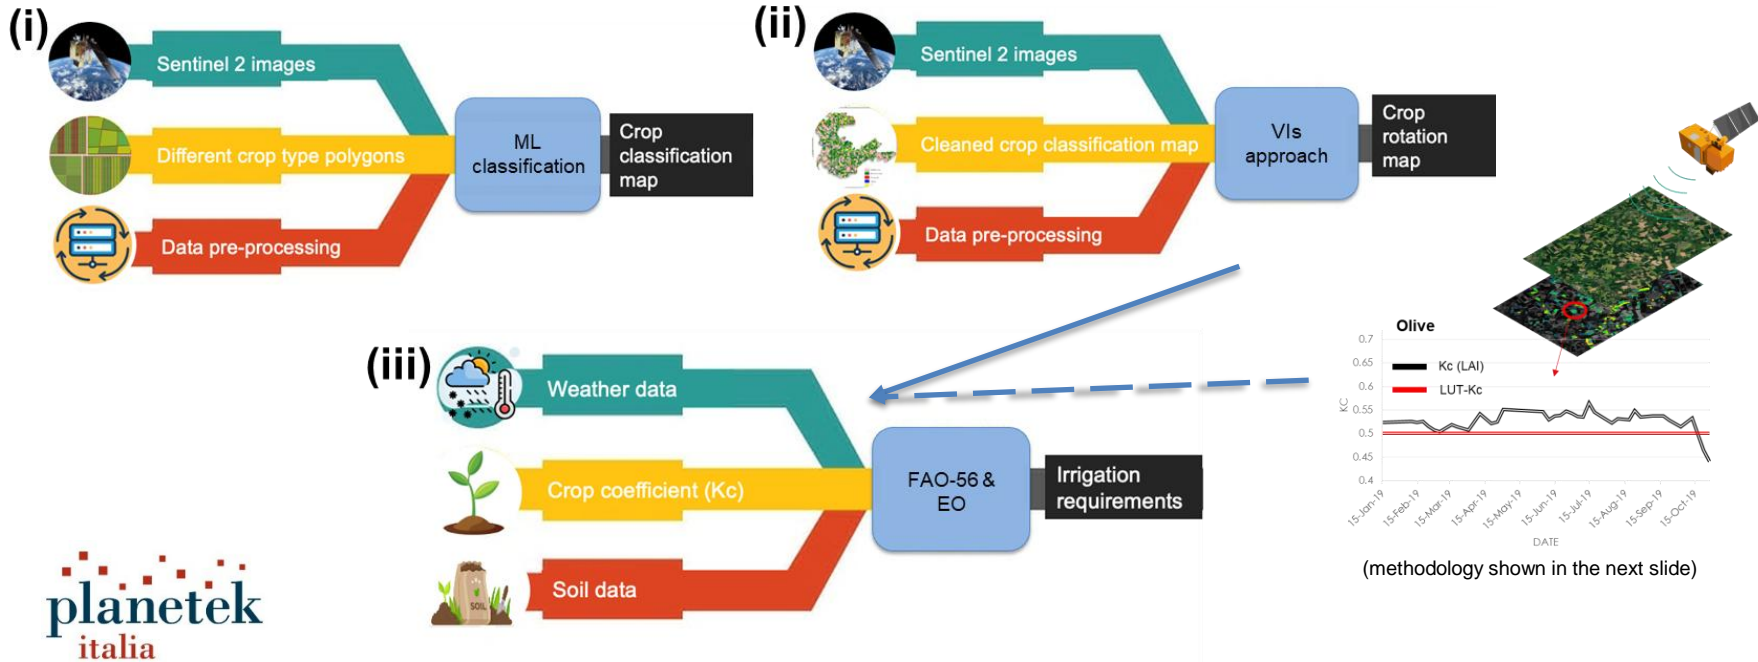 (i)
Sentinel 2 images
Different crop type polygons
Data pre-processing
ML
classification
Crop
classification
map
(ii)
Sentinel 2 images
Cleaned crop classification map
Data pre-processing
VIs
approach
Crop
rotation
map
(iii)
Weather data
Crop coefficient (Kc)
Soil data
SOIL
FAO-56 &
EO
Irrigation
requirements
Olive
Kc (LAI)
LUT-Kc
KC
0.7
0.65
0.6
0.55
0.5
0.45
0.4
15-Jan-19
15-Feb-19
15-Mar-19
15-Apr-19
15-May-19
15-Jun-19
15-Jul-19
15-Aug-19
15-Sep-19
15-Oct-19
DATE
(methodology shown in the next slide)
planetek
italia